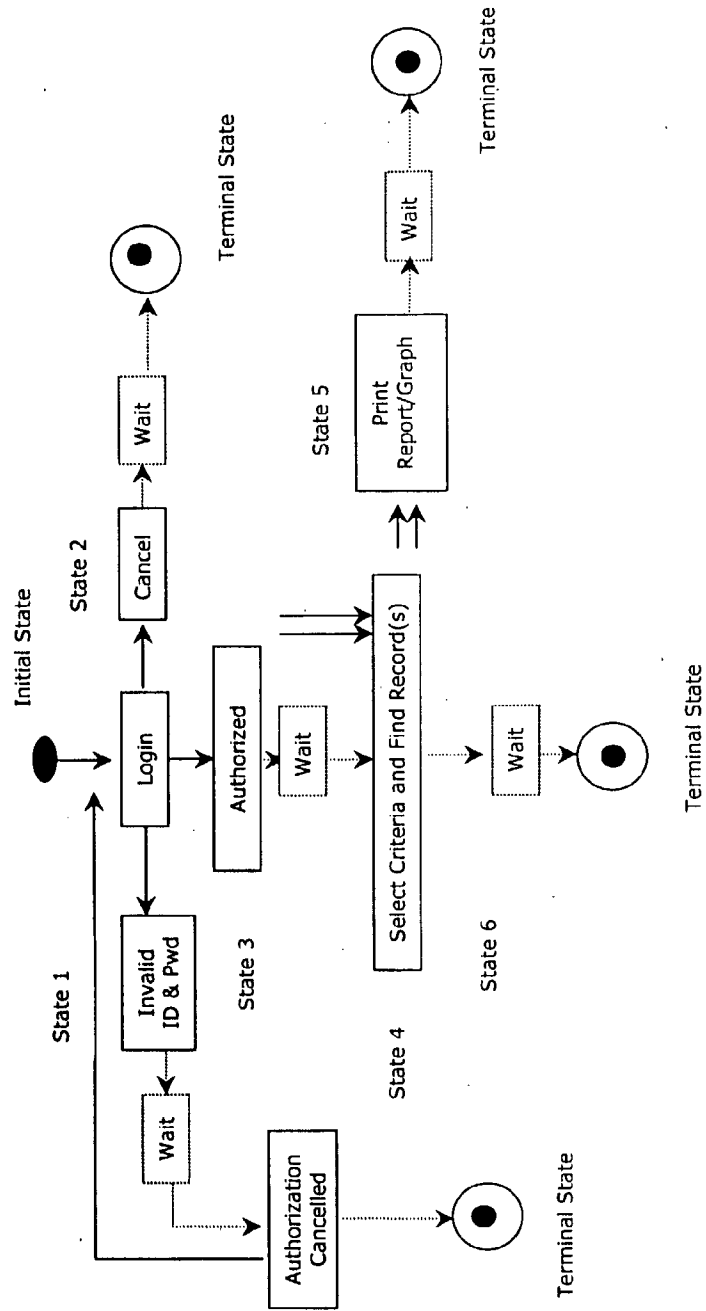 Initial State
State 1
State 2
Login
Cancel
Wait
Terminal State
Invalid
ID & Pwd
Wait
State 3
Authorized
Wait
Authorization
Cancelled
Terminal State
State 4
Select Criteria and Find Record(s)
State 5
Print
Report/Graph
Wait
Terminal State
State 6
Wait
Terminal State